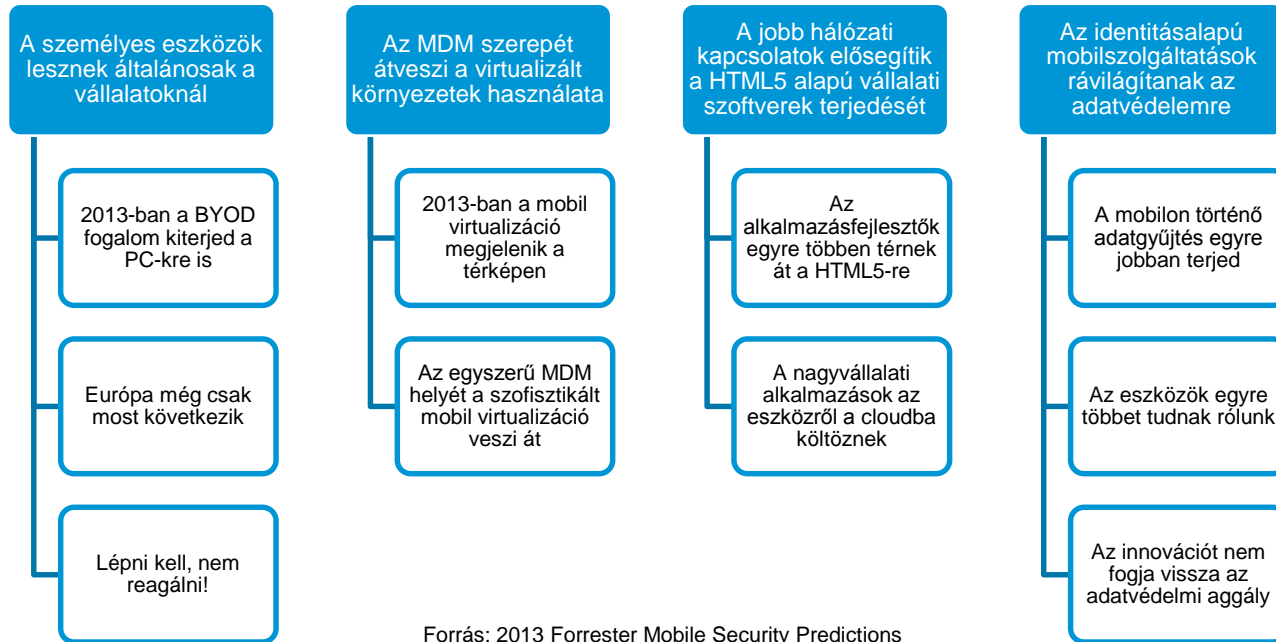 A személyes eszközök
lesznek általánosak a
vállalatoknál
2013-ban a BYOD
fogalom kiterjed a
PC-kre is
Európa még csak
most következik
Lépni kell, nem
reagálni!
Az MDM szerepét
átveszi a virtualizált
környezetek használata
2013-ban a mobil
virtualizáció
megjelenik a
térképen
Az egyszerű MDM
helyét a szofisztikált
mobil virtualizáció
veszi át
A jobb hálózati
kapcsolatok elősegítik
a HTML5 alapú vállalati
szoftverek terjedését
Az
alkalmazásfejlesztők
egyre többen térnek
át a HTML5-re
A nagyvállalati
alkalmazások az
eszközről a cloudba
költöznek
Az identitásalapú
mobilszolgáltatások
rávilágítanak az
adatvédelemre
A mobilon történő
adatgyűjtés egyre
jobban terjed
Az eszközök egyre
többet tudnak rólunk
Az innovációt nem
fogja vissza az
adatvédelmi aggály
Forrás: 2013 Forrester Mobile Security Predictions